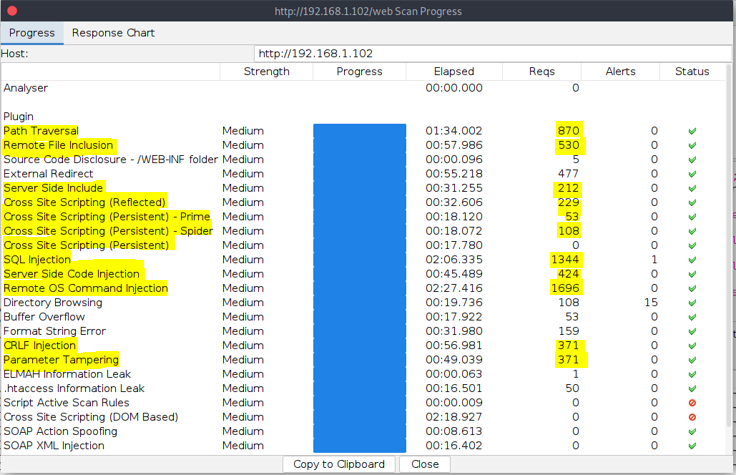 http://192.168.1.102/web Scan Progress
Progress Response Chart
Host: http://192.168.1.102
Strength Progress Elapsed Reqs Alerts Status
Analyser 00:00.000 0
Plugin
Path Traversal Medium 01:34.002 870 0
Remote File Inclusion Medium 00:57.986 530 0
Source Code Disclosure - /WEB-INF folder Medium 00:00.096 5 0
External Redirect Medium 00:55.218 477 0
Server Side Include Medium 00:31.255 212 0
Cross Site Scripting (Reflected) Medium 00:32.606 229 0
Cross Site Scripting (Persistent) - Prime Medium 00:18.120 53 0
Cross Site Scripting (Persistent) - Spider Medium 00:18.072 108 0
Cross Site Scripting (Persistent) Medium 00:17.780 0 0
SQL Injection Medium 02:06.335 1344 1
Server Side Code Injection Medium 00:45.489 424 0
Remote OS Command Injection Medium 02:27.416 1696 0
Directory Browsing Medium 00:19.736 108 15
Buffer Overflow Medium 00:17.922 53 0
Format String Error Medium 00:31.980 159 0
CRLF Injection Medium 00:56.981 371 0
Parameter Tampering Medium 00:49.039 371 0
ELMAH Information Leak Medium 00:00.063 1 0
.htaccess Information Leak Medium 00:16.501 50 0
Script Active Scan Rules Medium 00:00.009 0 0
Cross Site Scripting (DOM Based) Medium 02:18.927 0 0
SOAP Action Spoofing Medium 00:08.613 0 0
SOAP XML Injection Medium 00:16.402 0 0
Copy to Clipboard Close